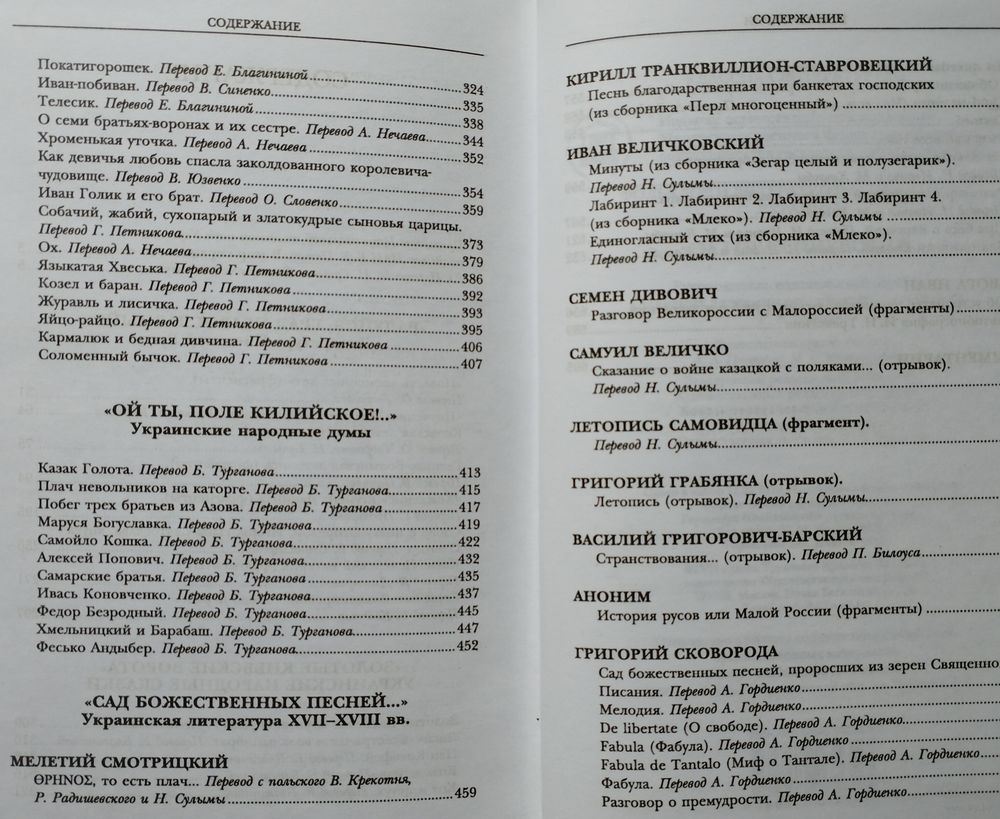 СОДЕРЖАНИЕ
Покатигорошек. Перевод Е. Благининой 324
Иван-побиван. Перевод В. Синенко 335
Телесик. Перевод Е. Благининой 338
О семи братьях-воронах и их сестре. Перевод А. Нечаева 344
Хроменькая уточка. Перевод А. Нечаева 352
Как девичья любовь спасла заколдованного королевича-
чудовище. Перевод В. Юзвенко 354
Иван Голик и его брат. Перевод О. Словенко 359
Собачий, жабий, сухопарый и златокудрые сыновья царицы.
Перевод Г. Петникова 373
Ох. Перевод А. Нечаева 379
Языкатая Хвеська. Перевод Г. Петникова 386
Козел и баран. Перевод Г. Петникова 392
Журавль и лисичка. Перевод Г. Петникова 393
Яйцо-райцо. Перевод Г. Петникова 395
Кармалюк и бедная дивчина. Перевод Г. Петникова 406
Соломенный бычок. Перевод Г. Петникова 407
«ОЙ ТЫ, ПОЛЕ КИЛИЙСКОЕ!..»
Украинские народные думы
Казак Голота. Перевод Б. Турганова 413
Плач невольников на каторге. Перевод Б. Турганова 415
Побег трех братьев из Азова. Перевод Б. Турганова 417
Маруся Богуславка. Перевод Б. Турганова 419
Самойло Кошка. Перевод Б. Турганова 422
Алексей Попович. Перевод Б. Турганова 432
Самарские братья. Перевод Б. Турганова 435
Ивась Коновченко. Перевод Б. Турганова 437
Федор Безродный. Перевод Б. Турганова 445
Хмельницкий и Барабаш. Перевод Б. Турганова 447
Фесько Андыбер. Перевод Б. Турганова 452
«САД БОЖЕСТВЕННЫХ ПЕСНЕЙ...»
Украинская литература XVII–XVIII вв.
МЕЛЕТИЙ СМОТРИЦКИЙ
ΘΡΗΝΟΣ, то есть плач... Перевод с польского В. Крекотня,
Р. Радишевского и Н. Сулымы 459
СОДЕРЖАНИЕ
КИРИЛЛ ТРАНКВИЛЛИОН-СТАВРОВЕЦКИЙ
Песнь благодарственная при банкетах господских
(из сборника «Перл многоценный»)
ИВАН ВЕЛИЧКОВСКИЙ
Минуты (из сборника «Зегар целый и полузегарик»).
Перевод Н. Сулымы
Лабиринт 1. Лабиринт 2. Лабиринт 3. Лабиринт 4.
(из сборника «Млеко»). Перевод Н. Сулымы
Единогласный стих (из сборника «Млеко»).
Перевод Н. Сулымы
СЕМЕН ДИВОВИЧ
Разговор Великороссии с Малороссией (фрагменты)
САМУИЛ ВЕЛИЧКО
Сказание о войне казацкой с поляками... (отрывок).
Перевод Н. Сулымы
ЛЕТОПИСЬ САМОВИДЦА (фрагмент).
Перевод Н. Сулымы
ГРИГОРИЙ ГРАБЯНКА (отрывок).
Летопись (отрывок). Перевод Н. Сулымы
ВАСИЛИЙ ГРИГОРОВИЧ-БАРСКИЙ
Странствования... (отрывок). Перевод П. Билоуса
АНОНИМ
История русов или Малой России (фрагменты)
ГРИГОРИЙ СКОВОРОДА
Сад божественных песней, проросших из зерен Священно
Писания. Перевод А. Гордиенко
Мелодия. Перевод А. Гордиенко
De libertate (О свободе). Перевод А. Гордиенко
Fabula (Фабула). Перевод А. Гордиенко
Fabula de Tantalo (Миф о Тантале). Перевод А. Гордиенко
Фабула. Перевод А. Гордиенко
Разговор о премудрости. Перевод А. Гордиенко